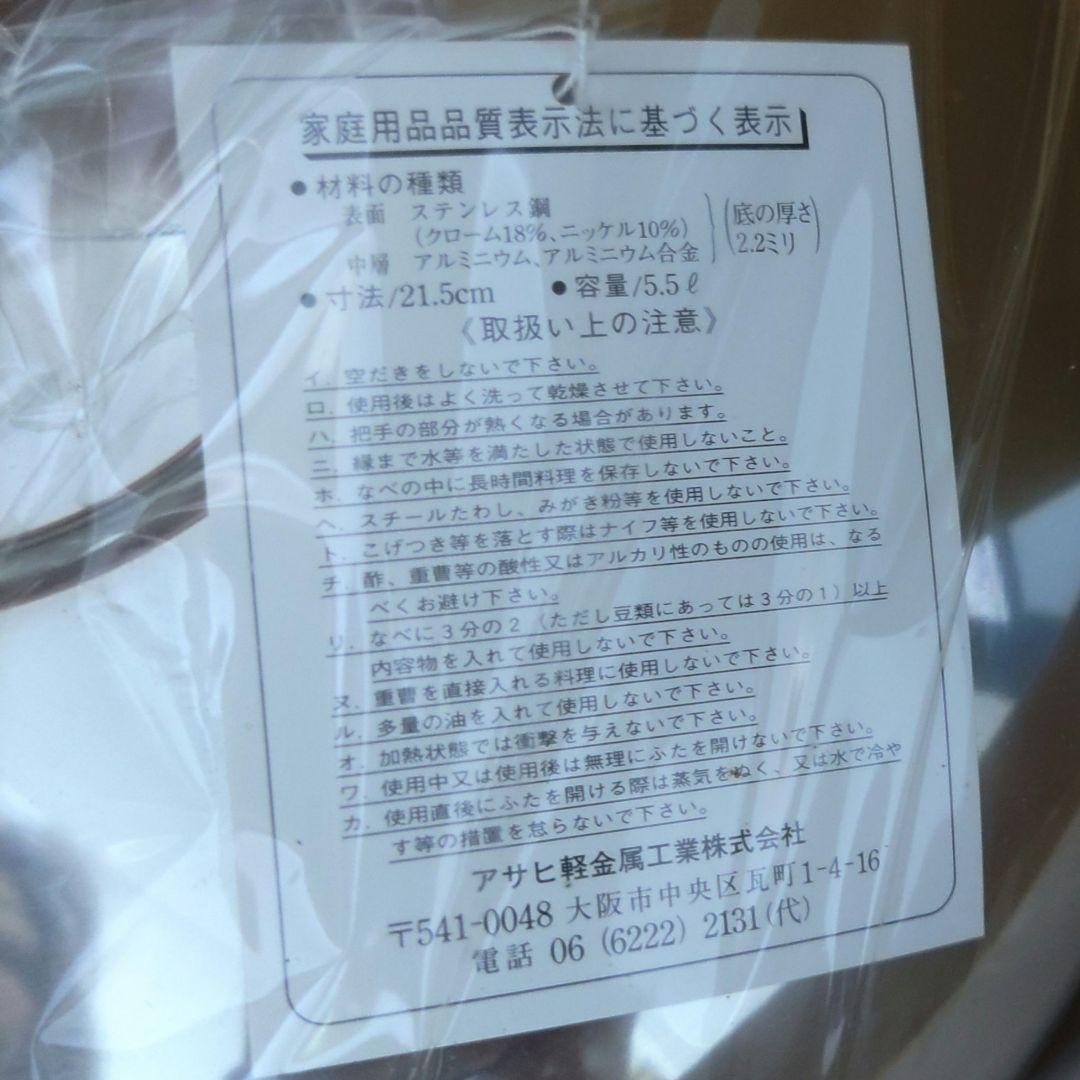 家庭用品品質表示法に基づく表示
●材料の種類
表面 ステンレス鋼
(クローム18%、ニッケル10%)
中層 アルミニウム、アルミニウム合金
(底の厚さ
2.2ミリ)
●寸法/21.5cm ●容量/5.5ℓ
《取扱い上の注意》
イ. 空だきをしないで下さい。
ロ. 使用後はよく洗って乾燥させて下さい。
ハ. 把手の部分が熱くなる場合があります。
ニ. 縁まで水等を満たした状態で使用しないこと。
ホ. なべの中に長時間料理を保存しないで下さい。
ヘ. スチールたわし、みがき粉等を使用しないで下さい。
ト. こげつき等を落とす際はナイフ等を使用しないで下さい。
チ. 酢、重曹等の酸性又はアルカリ性のものの使用は、なる
べくお避け下さい。
リ. なべに3分の2(ただし豆類にあっては3分の1)以上
内容物を入れて使用しないで下さい。
ヌ. 重曹を直接入れる料理に使用しないで下さい。
ル. 多量の油を入れて使用しないで下さい。
オ. 加熱状態では衝撃を与えないで下さい。
ワ. 使用中又は使用後は無理にふたを開けないで下さい。
カ. 使用直後にふたを開ける際は蒸気をぬく、又は水で冷や
す等の措置を怠らないで下さい。
アサヒ軽金属工業株式会社
〒541-0048 大阪市中央区瓦町1-4-16
電話 06 (6222) 2131(代)